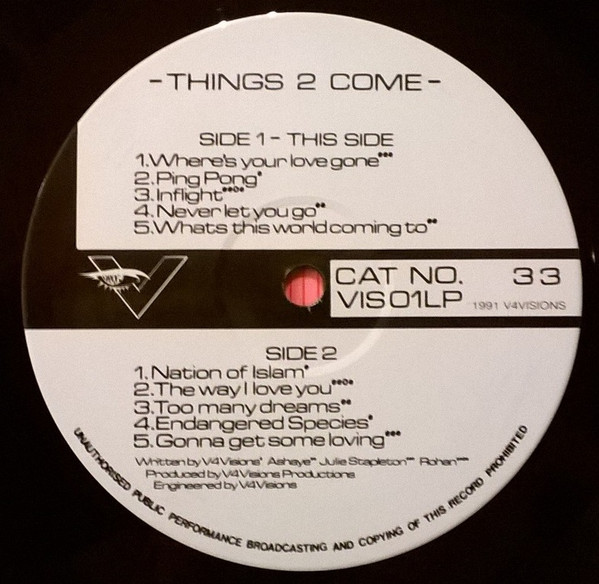 -THINGS 2 COME-
SIDE 1 - THIS SIDE
1.Where's your love gone***
2.Ping Pong*
3.Inflight**o*
4.Never let you go**
5.Whats this world coming to**
CAT NO. 33
VIS01LP 1991 V4VISIONS
SIDE 2
1.Nation of Islam*
2.The way I love you**o*
3.Too many dreams**
4.Endangered Species*
5.Gonna get some loving***
Written by V4Visions* Ashaye** Julie Stapleton*** Rohan****
Produced by V4Visions Productions
Engineered by V4Visions
UNAUTHORISED PUBLIC PERFORMANCE BROADCASTING AND COPYING OF THIS RECORD PROHIBITED